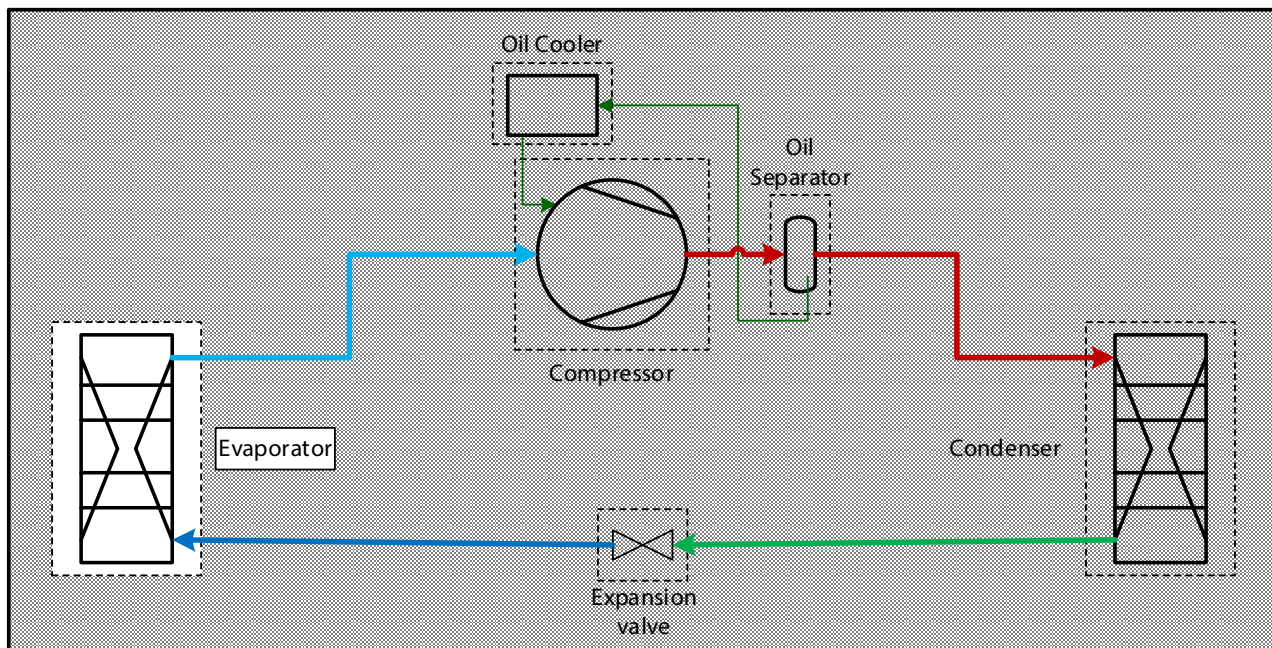 Oil Cooler
Oil
Separator
Compressor
Evaporator
Condenser
Expansion
valve